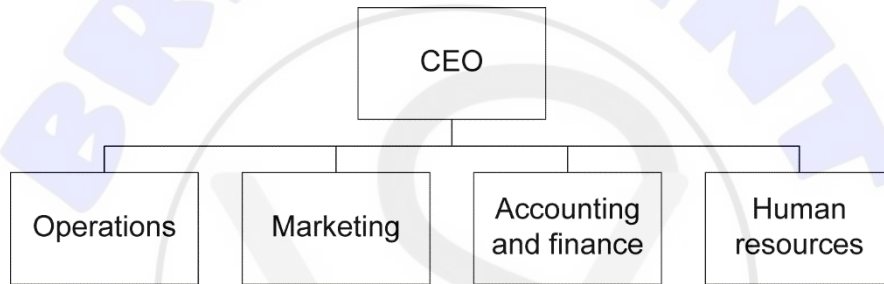 CEO
Operations
Marketing
Accounting
and finance
Human
resources